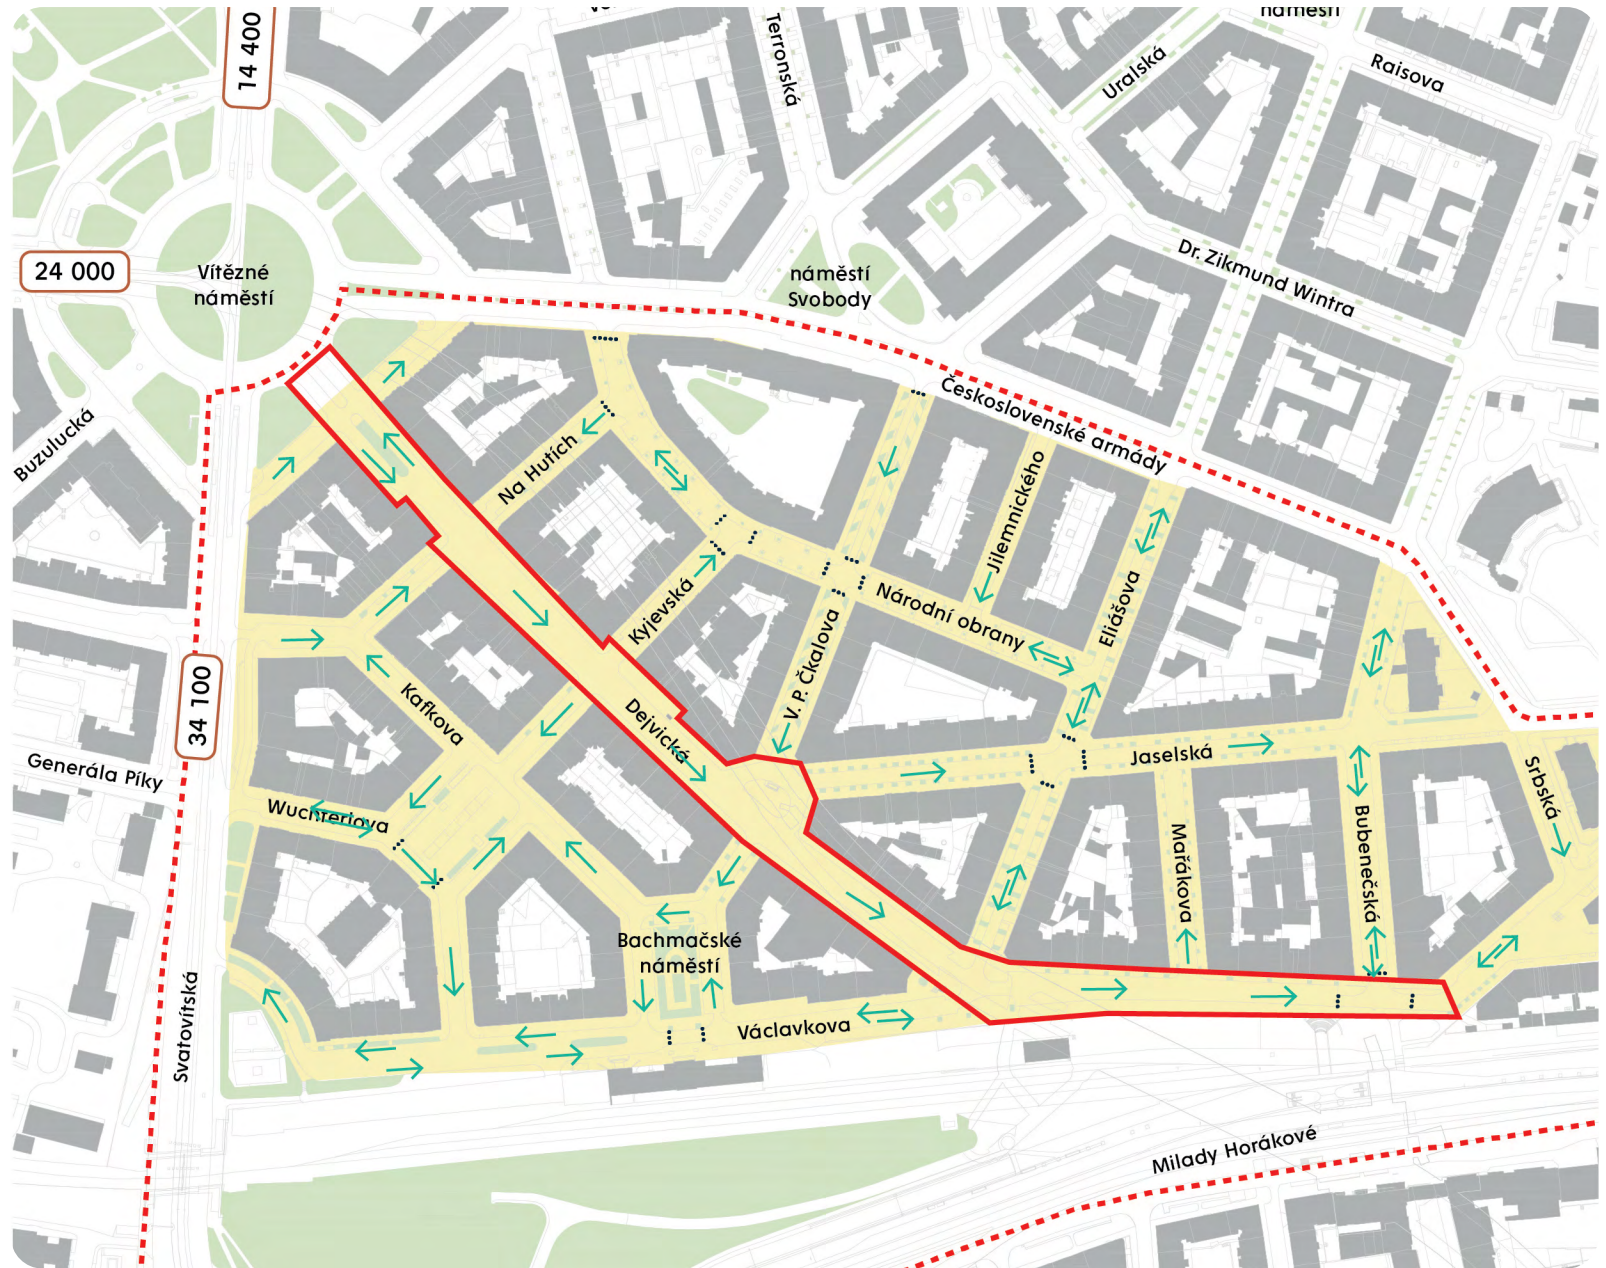 14 400
Terronská
náměstí
Uralská
Raisova
24 000
Vítězné
náměstí
náměstí
Svobody
Dr. Zikmund Wintra
Buzulucká
Československé armády
Na Hutích
Jilemnického
Kyjevská
Národní obrany
Eliášova
V. P. Čkalova
34 100
Kafkova
Dejvická
Jaselská
Generála Píky
Wuchterlova
Srbská
Mařákova
Bubenečská
Bachmačské
náměstí
Svatovítská
Václavkova
Milady Horákové